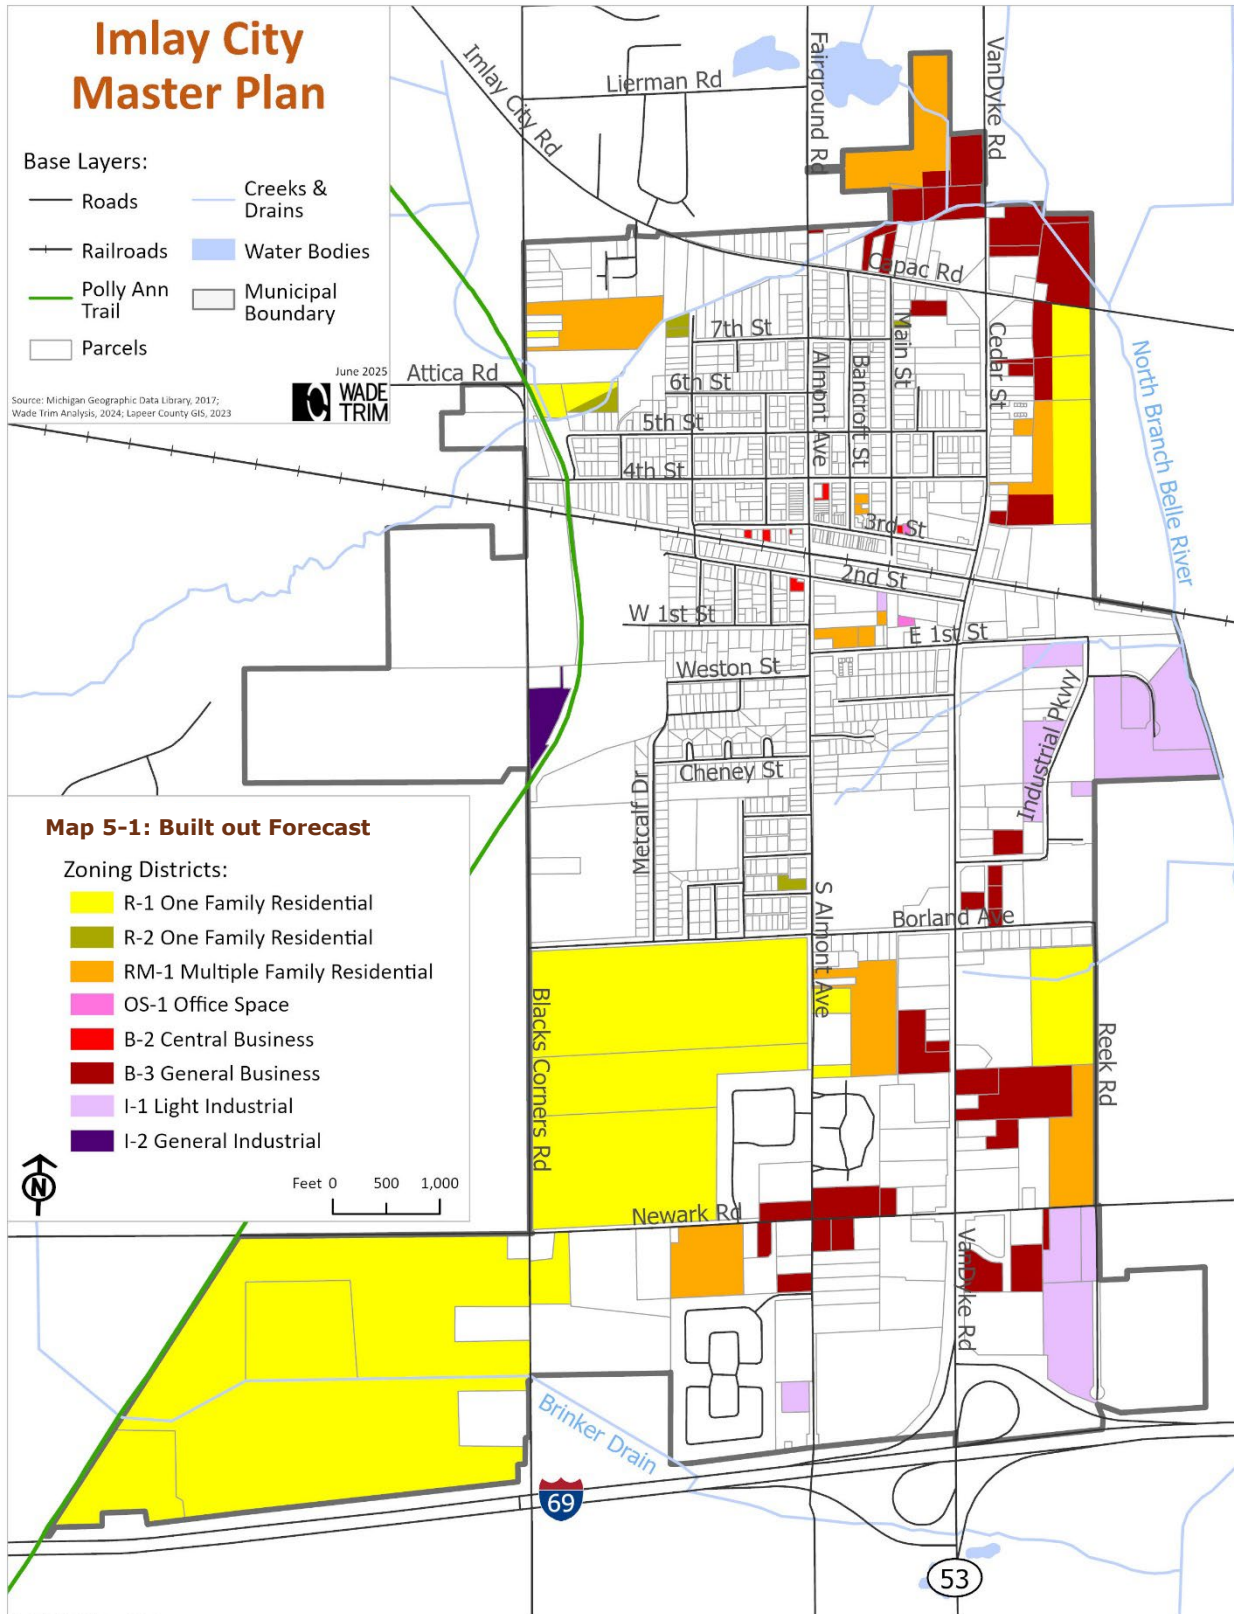 Imlay City
Master Plan
Base Layers:
Roads
Creeks &
Drains
Railroads
Water Bodies
Polly Ann
Trail
Municipal
Boundary
Parcels
June 2025
WADE
TRIM
Source: Michigan Geographic Data Library, 2017;
Wade Trim Analysis, 2024; Lapeer County GIS, 2023
Imlay City Rd
Lierman Rd
Fairground Rd
VanDyke Rd
Capac Rd
7th St
Main St
Cedar St
Attica Rd
6th St
Almont Ave
Bancroft St
5th St
4th St
3rd St
2nd St
North Branch Belle River
W 1st St
E 1st St
Weston St
Industrial Pkwy
Cheney St
Metcalf Dr
S Almont Ave
Borland Ave
Blacks Corners Rd
Reek Rd
Newark Rd
VanDyke Rd
Brinker Drain
69
53
Map 5-1: Built out Forecast
Zoning Districts:
R-1 One Family Residential
R-2 One Family Residential
RM-1 Multiple Family Residential
OS-1 Office Space
B-2 Central Business
B-3 General Business
I-1 Light Industrial
I-2 General Industrial
N
Feet 0 500 1,000